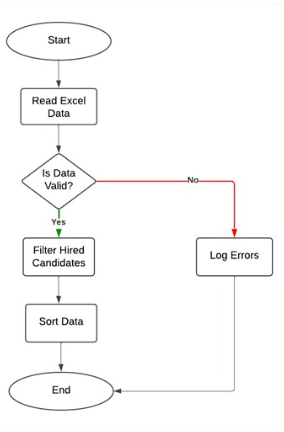 Start
Read Excel
Data
Is Data
Valid?
No
Yes
Filter Hired
Candidates
Log Errors
Sort Data
End